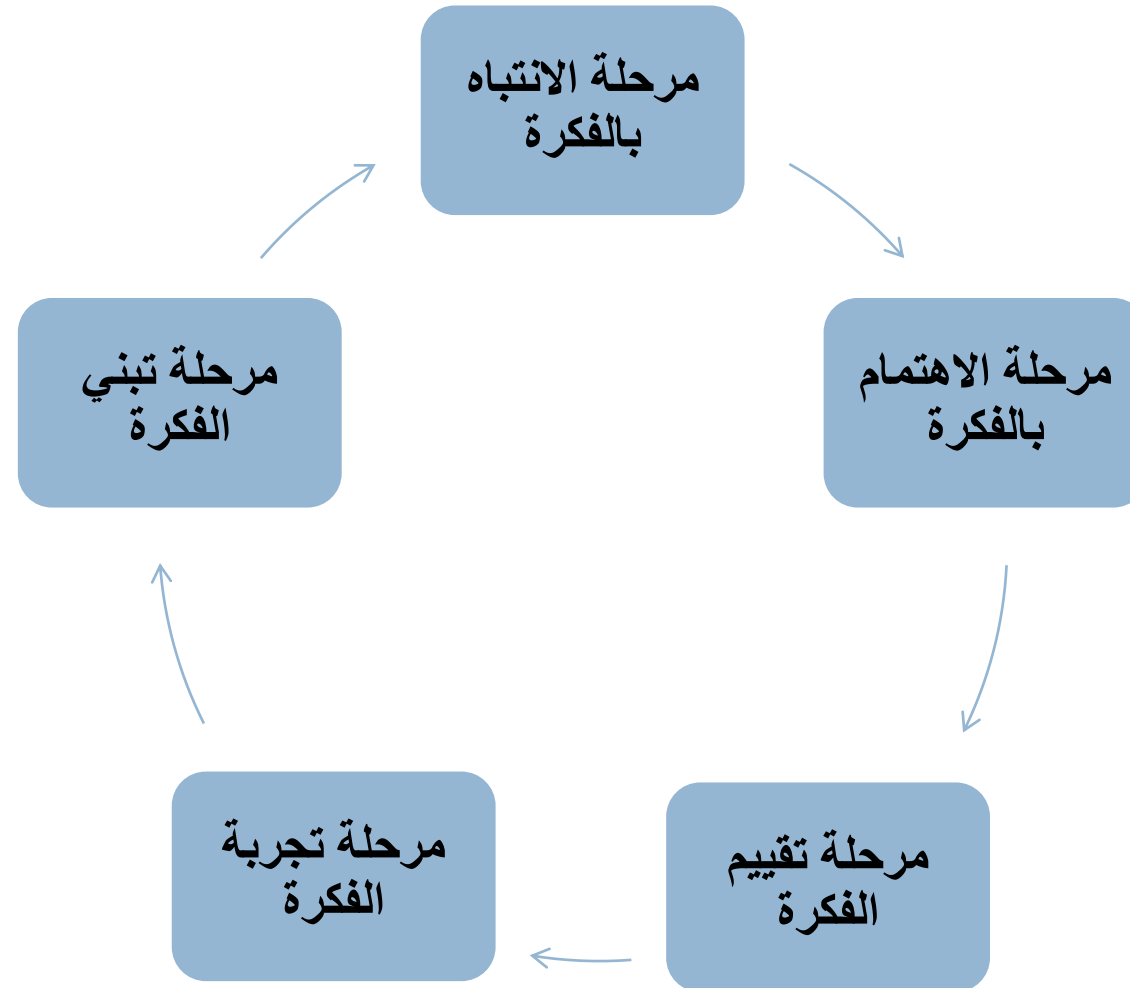 مرحلة الانتباه
بالفكرة
مرحلة الاهتمام
بالفكرة
مرحلة تقييم
الفكرة
مرحلة تجربة
الفكرة
مرحلة تبني
الفكرة